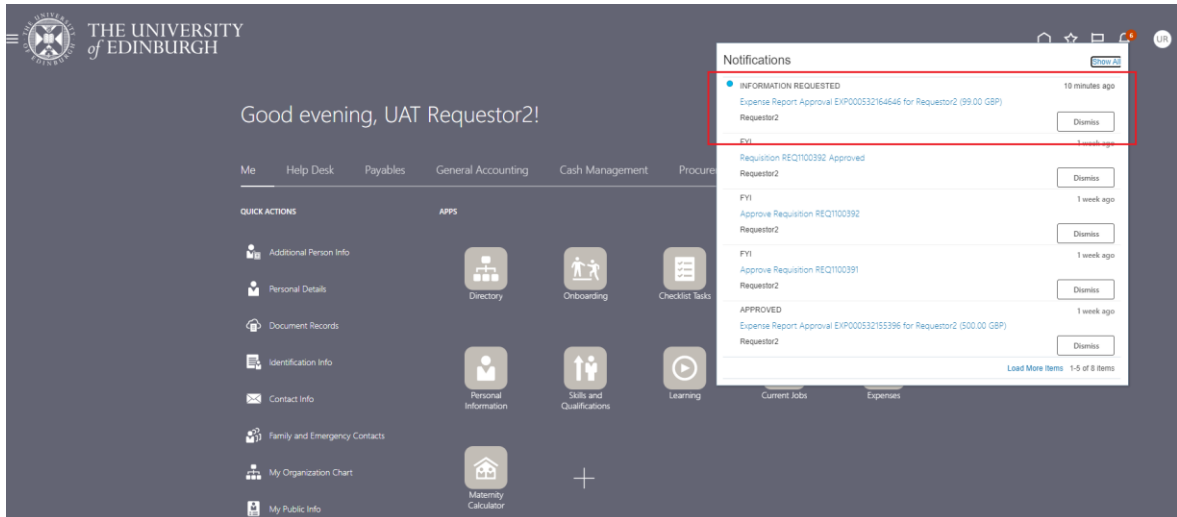 THE UNIVERSITY
of EDINBURGH
6
UR
Notifications
Show All
INFORMATION REQUESTED
10 minutes ago
Expense Report Approval EXP000532164646 for Requestor2 (99.00 GBP)
Requestor2
Dismiss
FYI
1 week ago
Requisition REQ1100392 Approved
Requestor2
Dismiss
FYI
1 week ago
Approve Requisition REQ1100392
Requestor2
Dismiss
FYI
1 week ago
Approve Requisition REQ1100391
Requestor2
Dismiss
APPROVED
1 week ago
Expense Report Approval EXP000532155396 for Requestor2 (500.00 GBP)
Requestor2
Dismiss
Load More Items 1-5 of 8 items
Good evening, UAT Requestor2!
Me Help Desk Payables General Accounting Cash Management Procure
QUICK ACTIONS
Additional Person Info
Personal Details
Document Records
Identification Info
Contact Info
Family and Emergency Contacts
My Organization Chart
My Public Info
APPS
Directory
Onboarding
Checklist Tasks
Personal
Information
Skills and
Qualifications
Learning
Current Jobs
Expenses
Maternity
Calculator